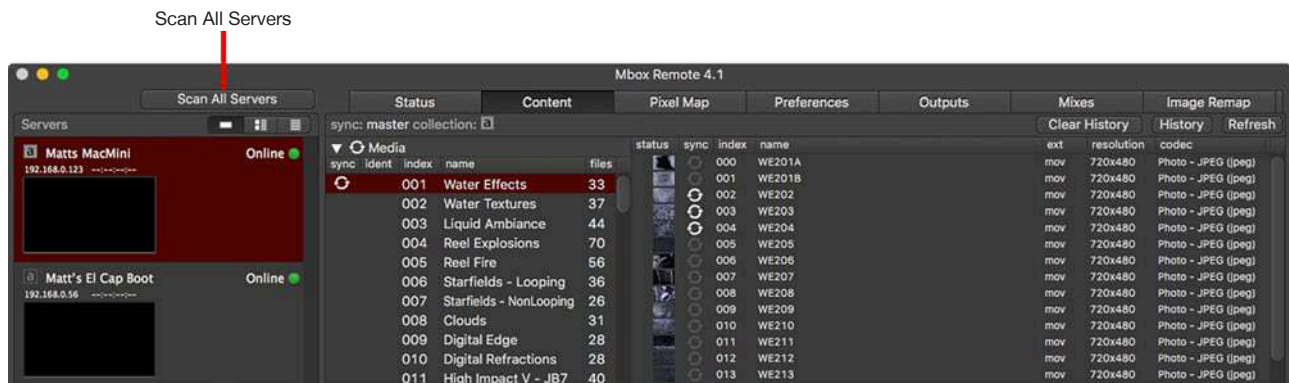 Scan All Servers
Mbox Remote 4.1
Scan All Servers
Status Content Pixel Map Preferences Outputs Mixes Image Remap
Servers
sync: master collection: a
Clear History History Refresh
a Matts MacMini Online
192.168.0.123 --:--:--:--
a Matt's El Cap Boot Online
192.168.0.56 --:--:--:--
Media
sync ident index name files
001 Water Effects 33
002 Water Textures 37
003 Liquid Ambiance 44
004 Reel Explosions 70
005 Reel Fire 56
006 Starfields - Looping 36
007 Starfields - NonLooping 26
008 Clouds 31
009 Digital Edge 28
010 Digital Refractions 28
011 High Impact V - JB7 40
status sync index name ext resolution codec
000 WE201A mov 720x480 Photo - JPEG (jpeg)
001 WE201B mov 720x480 Photo - JPEG (jpeg)
002 WE202 mov 720x480 Photo - JPEG (jpeg)
003 WE203 mov 720x480 Photo - JPEG (jpeg)
004 WE204 mov 720x480 Photo - JPEG (jpeg)
005 WE205 mov 720x480 Photo - JPEG (jpeg)
006 WE206 mov 720x480 Photo - JPEG (jpeg)
007 WE207 mov 720x480 Photo - JPEG (jpeg)
008 WE208 mov 720x480 Photo - JPEG (jpeg)
009 WE209 mov 720x480 Photo - JPEG (jpeg)
010 WE210 mov 720x480 Photo - JPEG (jpeg)
011 WE211 mov 720x480 Photo - JPEG (jpeg)
012 WE212 mov 720x480 Photo - JPEG (jpeg)
013 WE213 mov 720x480 Photo - JPEG (jpeg)